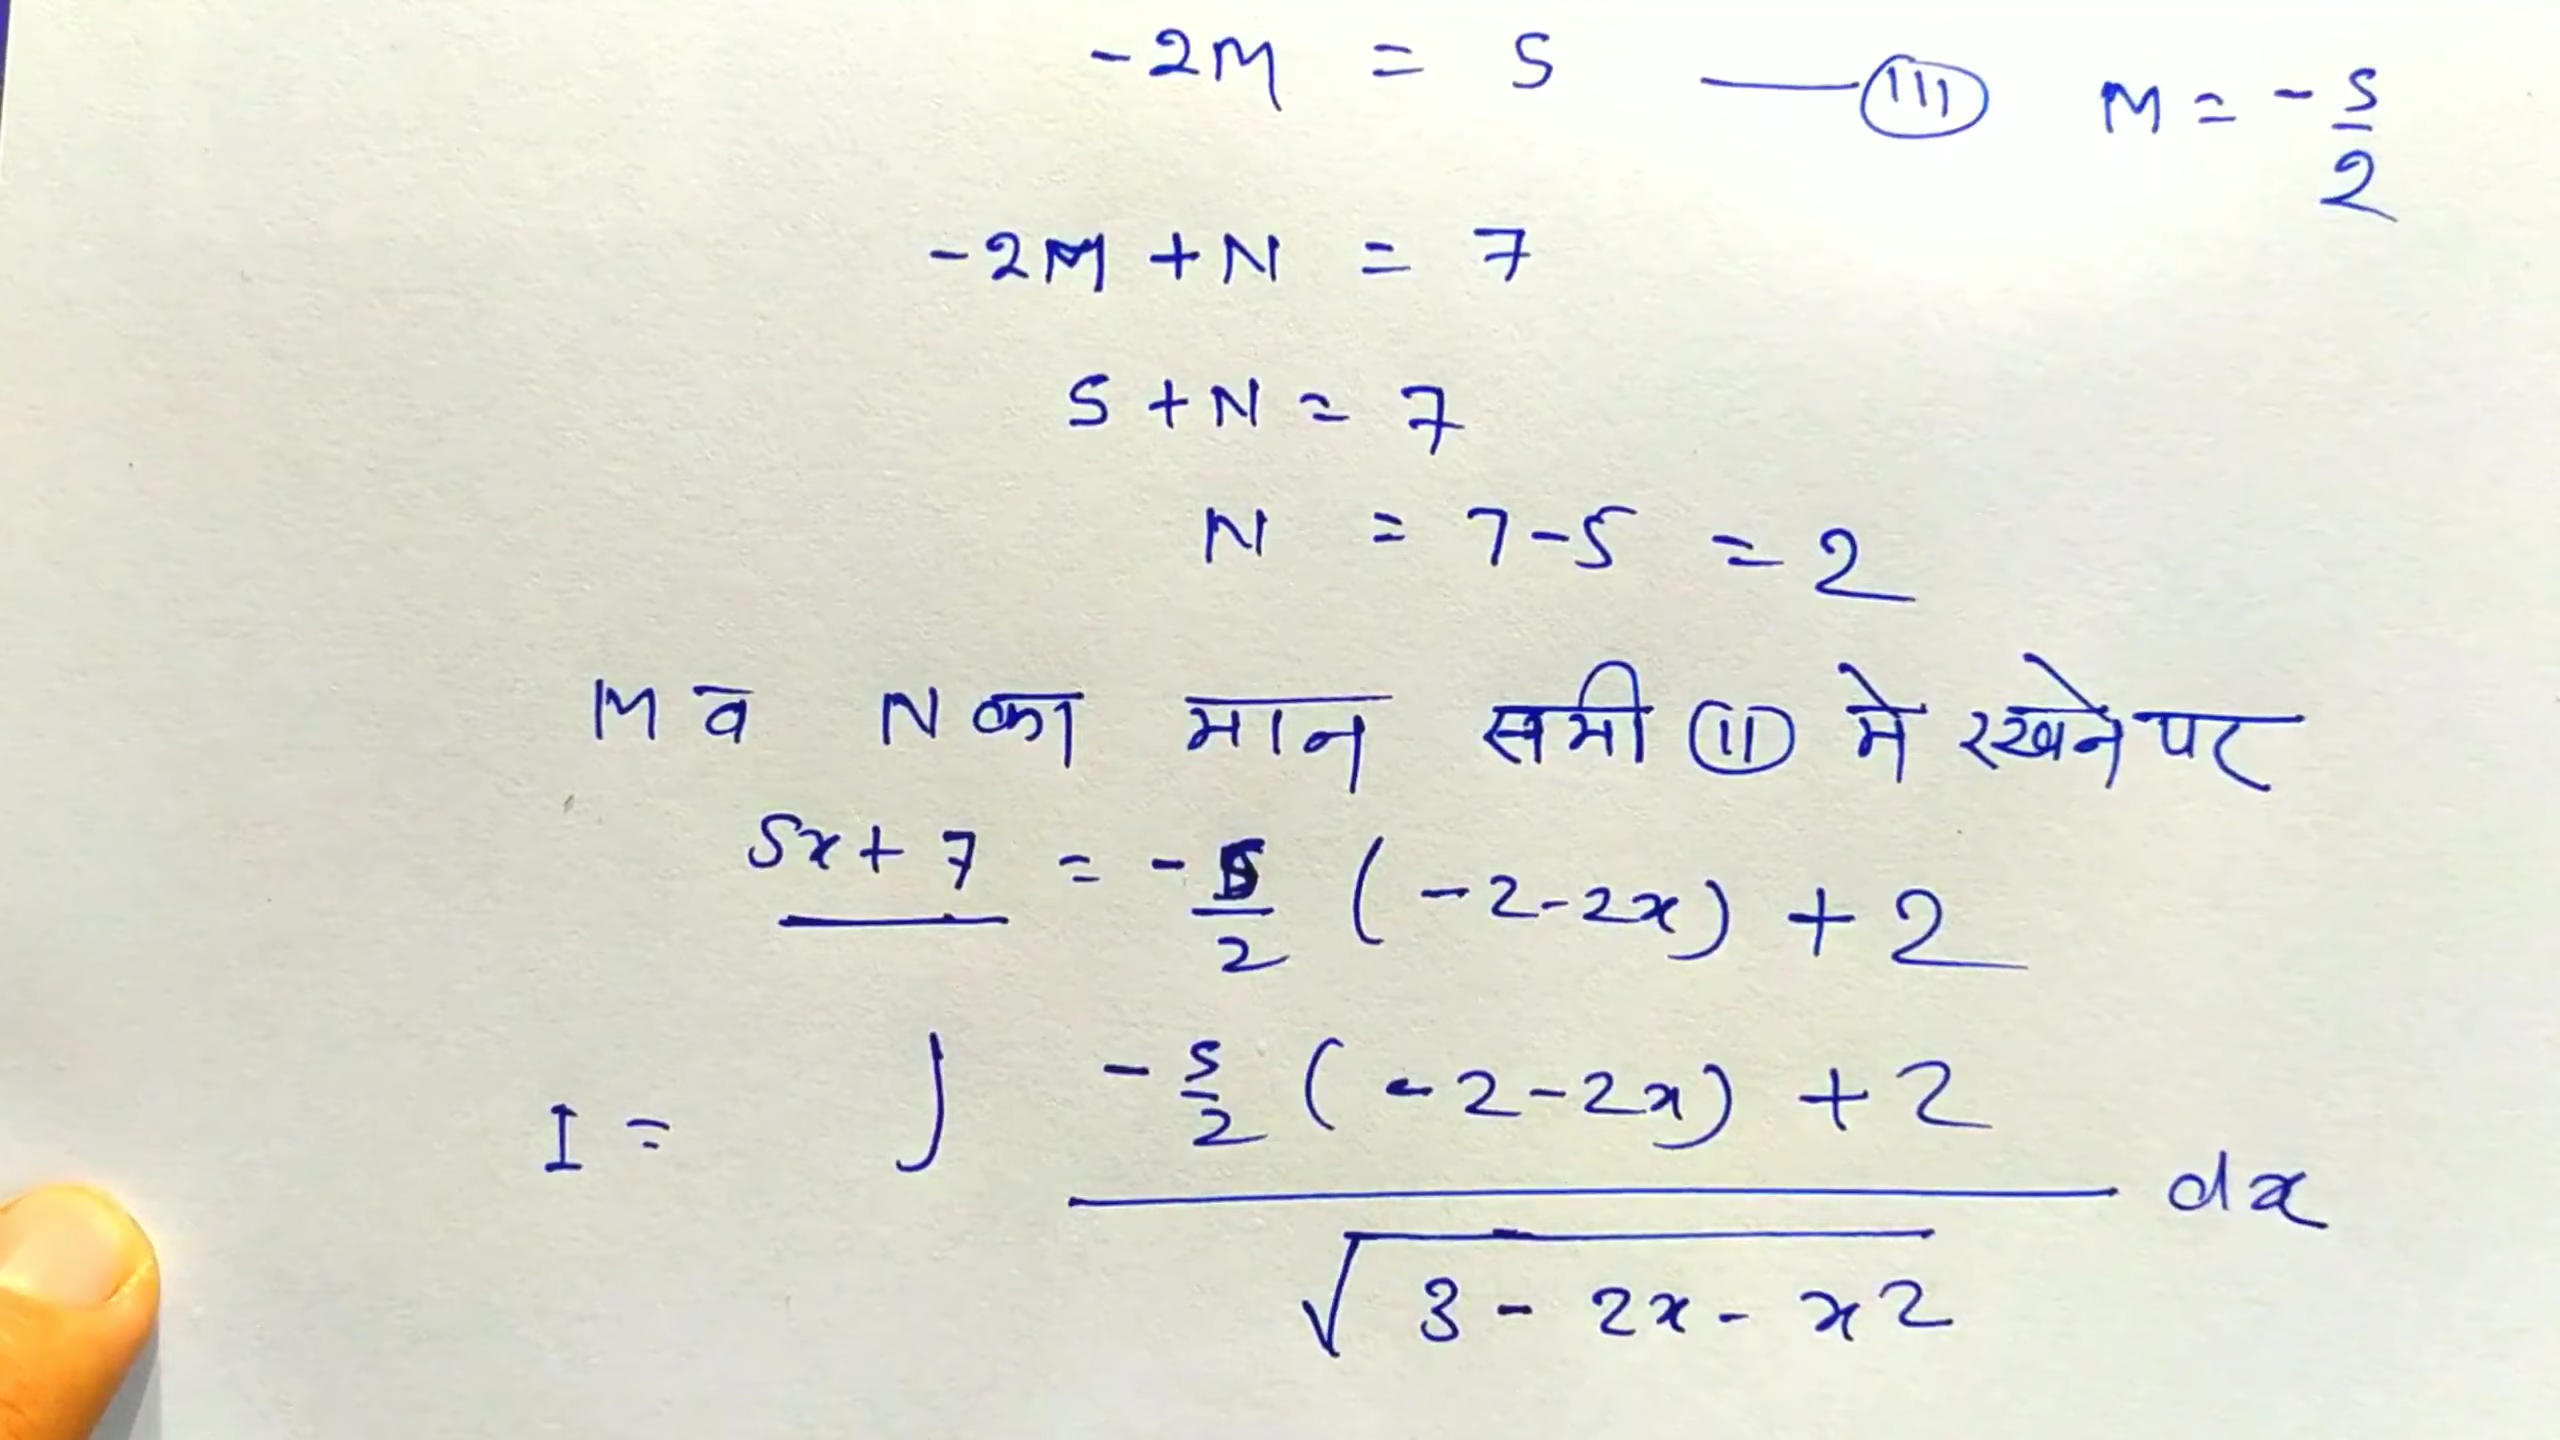 -2M = 5 —(III) M = -5/2
-2M + N = 7
5 + N = 7
N = 7-5 = 2
M व N का मान समी (II) मे रखने पर
5x + 7 = -5/2 (-2-2x) + 2
I = ∫ (-5/2 (-2-2x) + 2) / √(3 - 2x - x2) dx